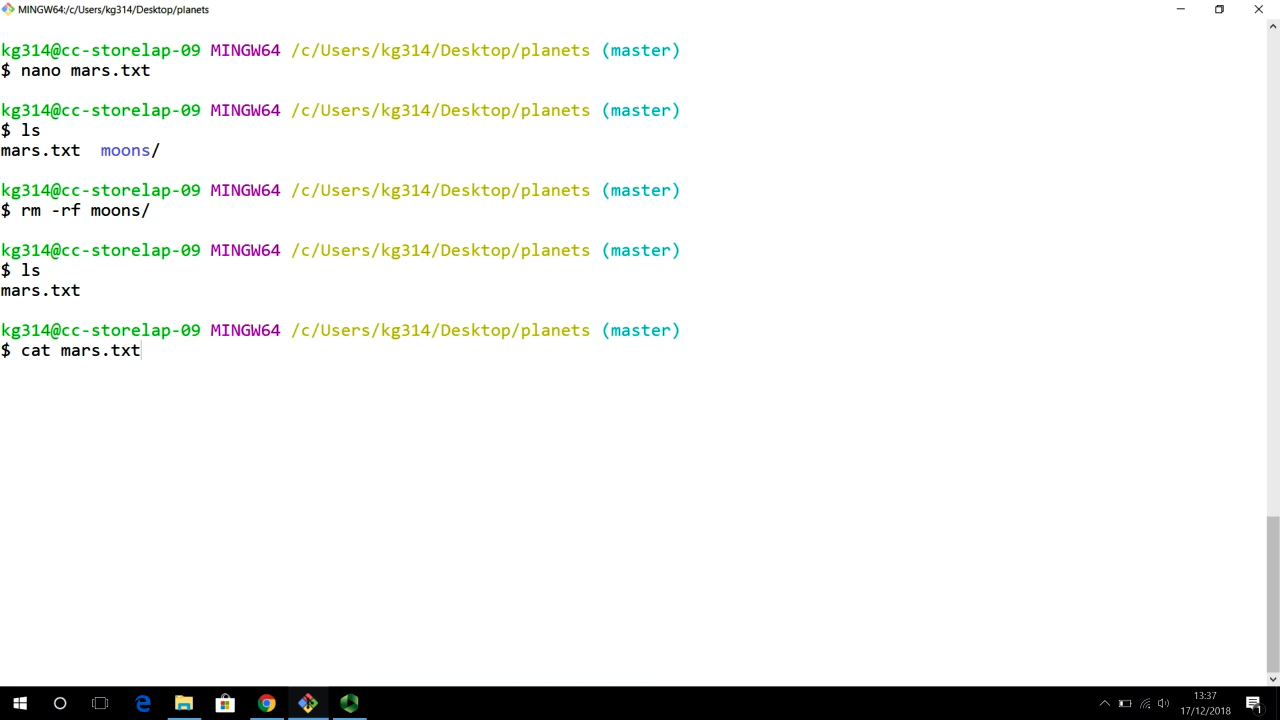 MINGW64:/c/Users/kg314/Desktop/planets
kg314@cc-storelap-09 MINGW64 /c/Users/kg314/Desktop/planets (master)
$ nano mars.txt
kg314@cc-storelap-09 MINGW64 /c/Users/kg314/Desktop/planets (master)
$ ls
mars.txt  moons/
kg314@cc-storelap-09 MINGW64 /c/Users/kg314/Desktop/planets (master)
$ rm -rf moons/
kg314@cc-storelap-09 MINGW64 /c/Users/kg314/Desktop/planets (master)
$ ls
mars.txt
kg314@cc-storelap-09 MINGW64 /c/Users/kg314/Desktop/planets (master)
$ cat mars.txt
13:37
17/12/2018
1